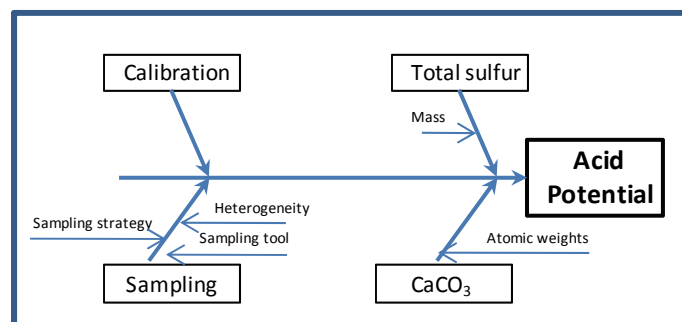 Calibration
Total sulfur
Mass
Acid
Potential
Heterogeneity
Sampling strategy
Sampling tool
Atomic weights
Sampling
CaCO₃